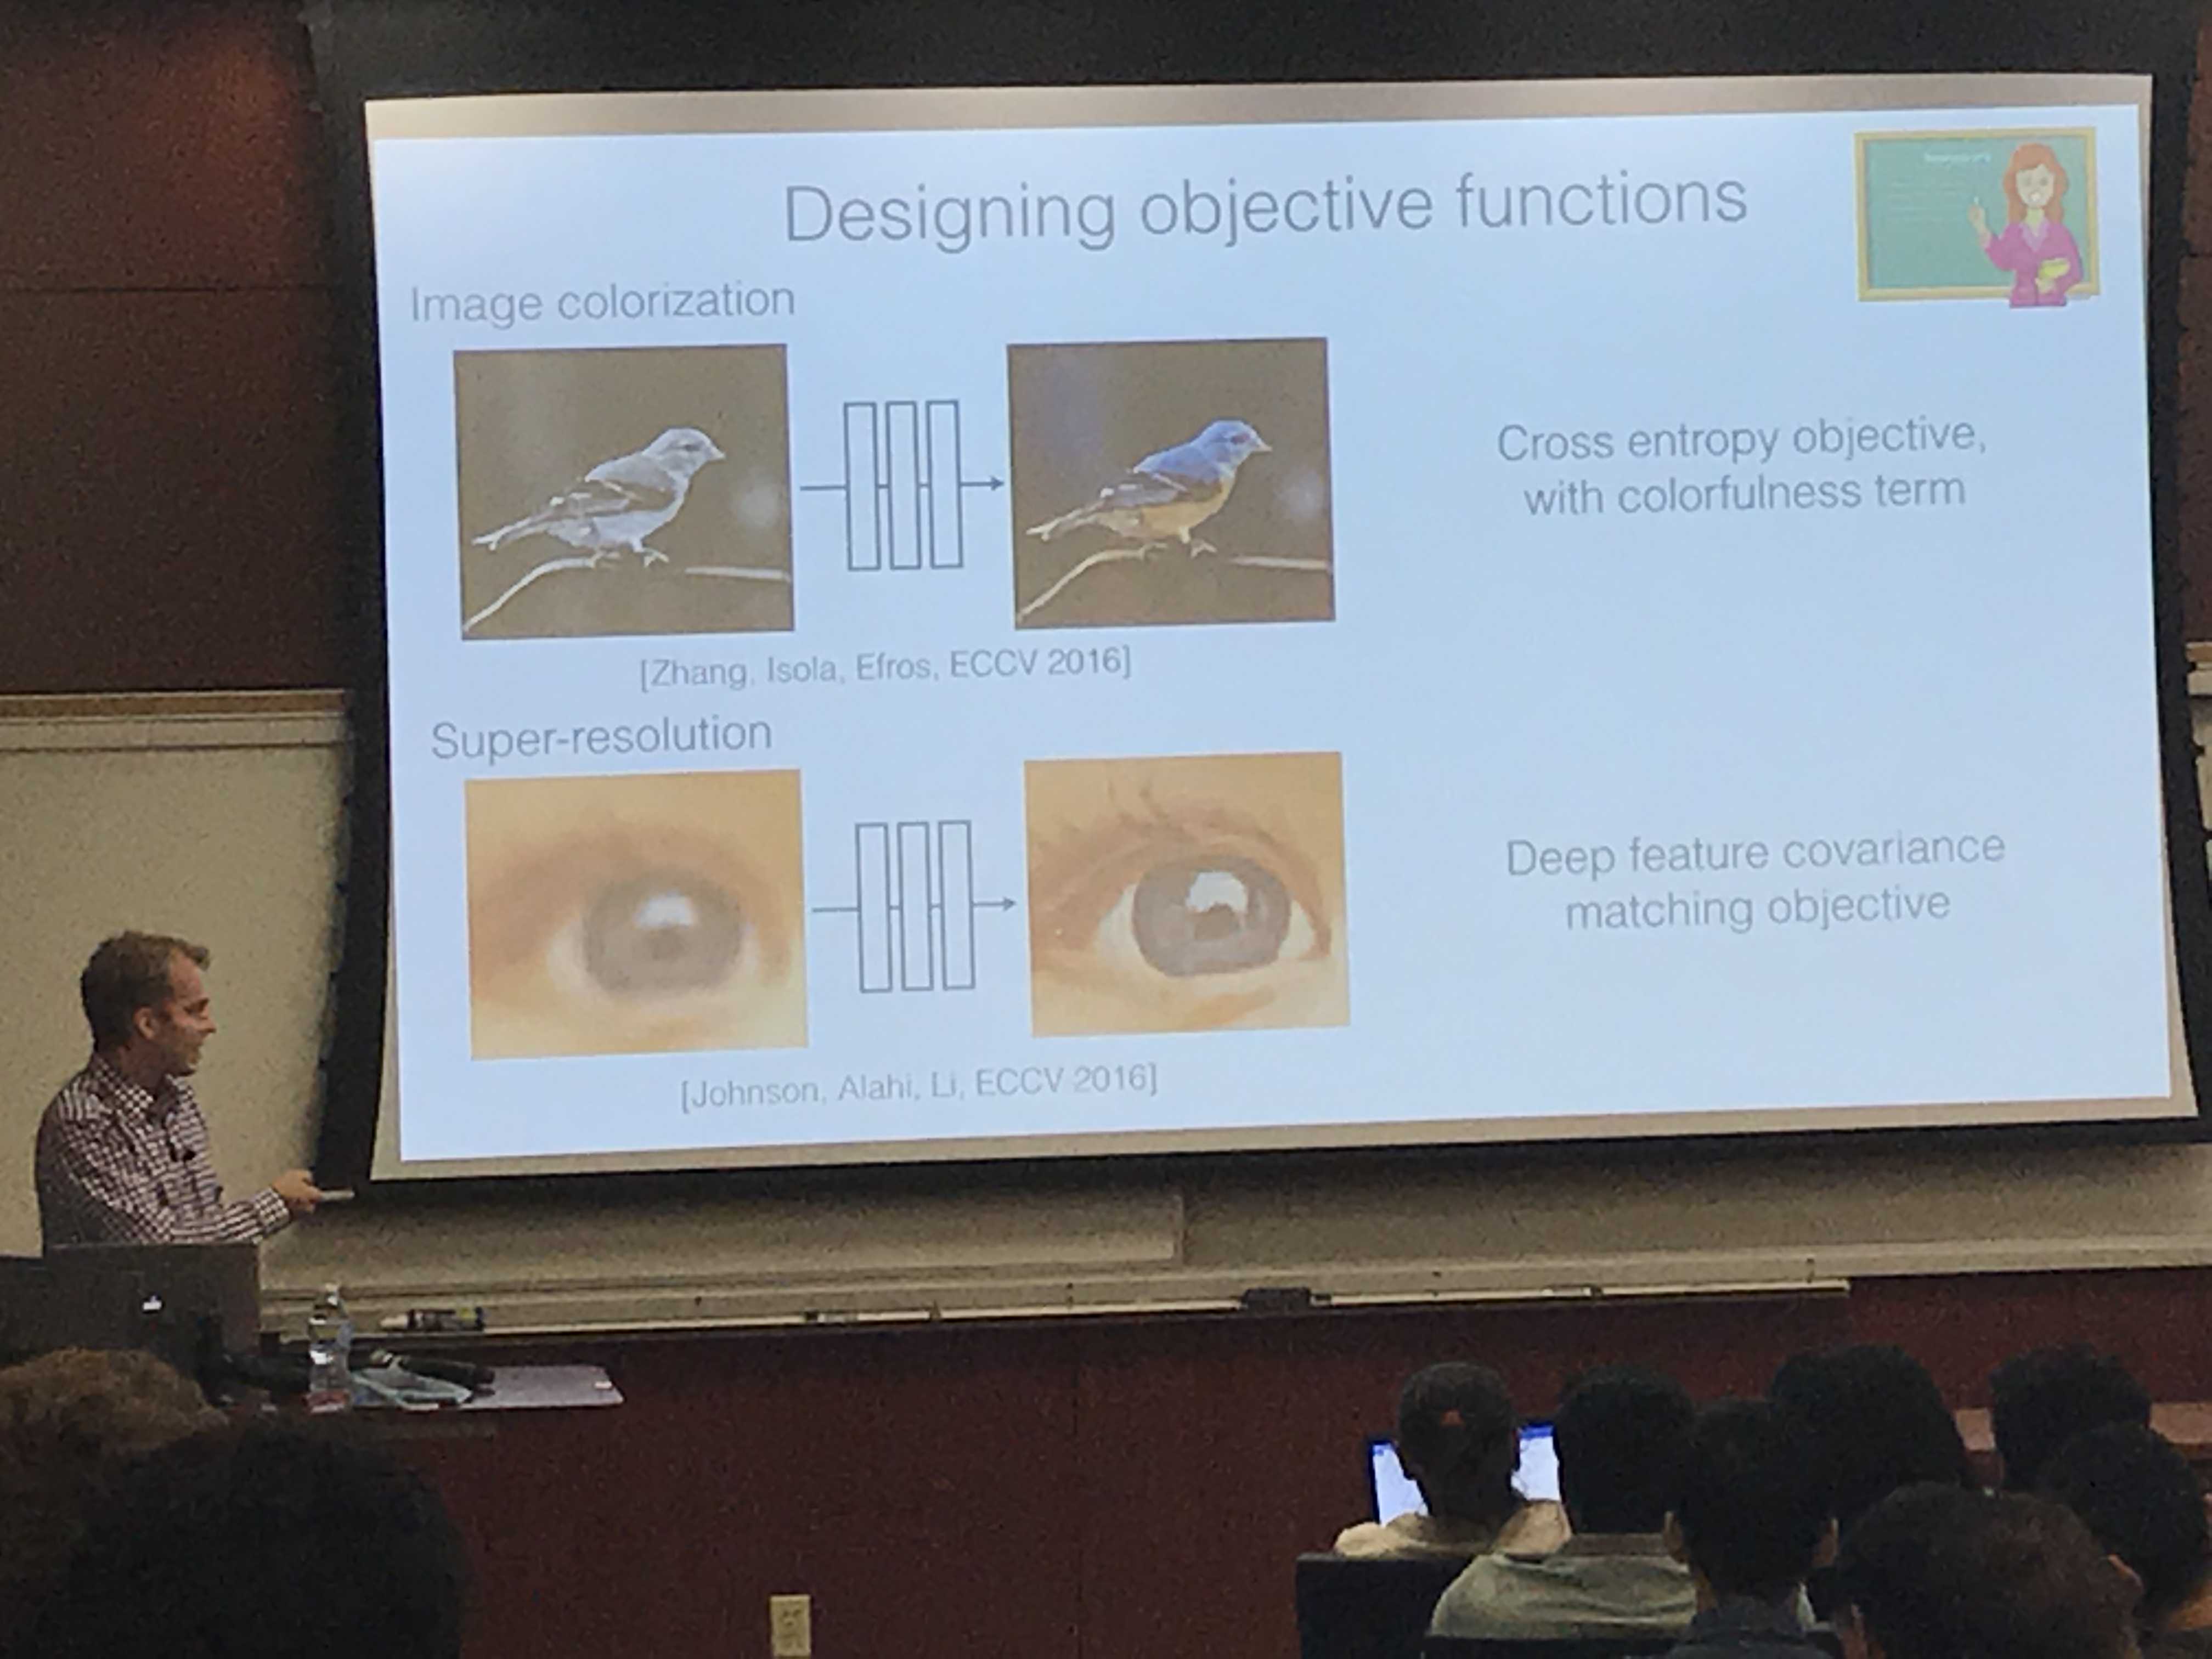 Designing objective functions
Image colorization
Cross entropy objective,
with colorfulness term
[Zhang, Isola, Efros, ECCV 2016]
Super-resolution
Deep feature covariance
matching objective
[Johnson, Alahi, Li, ECCV 2016]